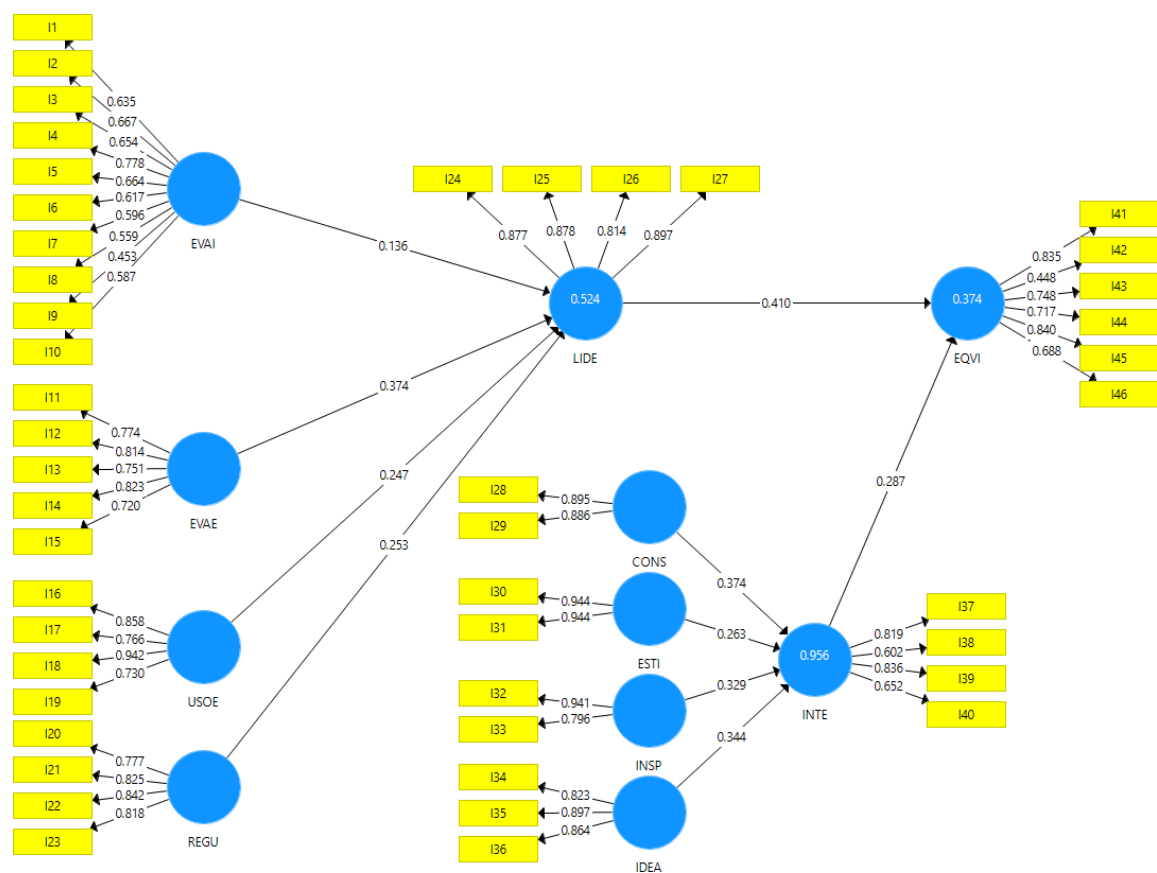 I1
I2
I3
I4
I5
I6
I7
I8
I9
I10
0.635
0.667
0.654
0.778
0.664
0.617
0.596
0.559
0.453
0.587
EVAI
0.136
I11
I12
I13
I14
I15
0.774
0.814
0.751
0.823
0.720
EVAE
0.374
I16
I17
I18
I19
0.858
0.766
0.942
0.730
USOE
0.247
I20
I21
I22
I23
0.777
0.825
0.842
0.818
REGU
0.253
I24 I25 I26 I27
0.877 0.878 0.814 0.897
0.524
LIDE
0.410
I28
I29
0.895
0.886
CONS
0.374
I30
I31
0.944
0.944
ESTI
0.263
I32
I33
0.941
0.796
INSP
0.329
I34
I35
I36
0.823
0.897
0.864
IDEA
0.344
0.956
INTE
0.287
0.819
0.602
0.836
0.652
I37
I38
I39
I40
0.374
EQVI
0.835
0.448
0.748
0.717
0.840
0.688
I41
I42
I43
I44
I45
I46